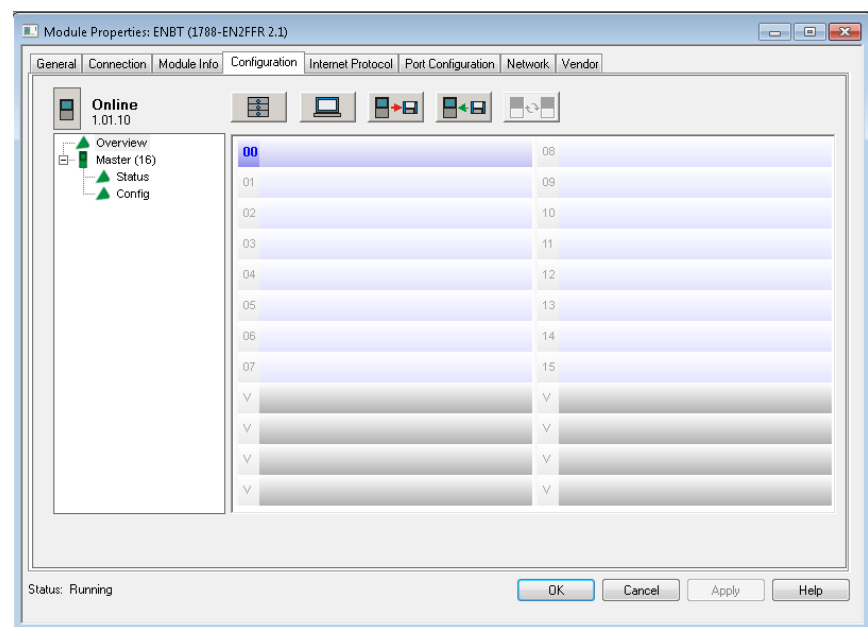 Module Properties: ENBT (1788-EN2FFR 2.1)
General Connection Module Info Configuration Internet Protocol Port Configuration Network Vendor
Online
1.01.10
Overview
Master (16)
Status
Config
00 08
01 09
02 10
03 11
04 12
05 13
06 14
07 15
V V
V V
V V
V V
Status: Running OK Cancel Apply Help